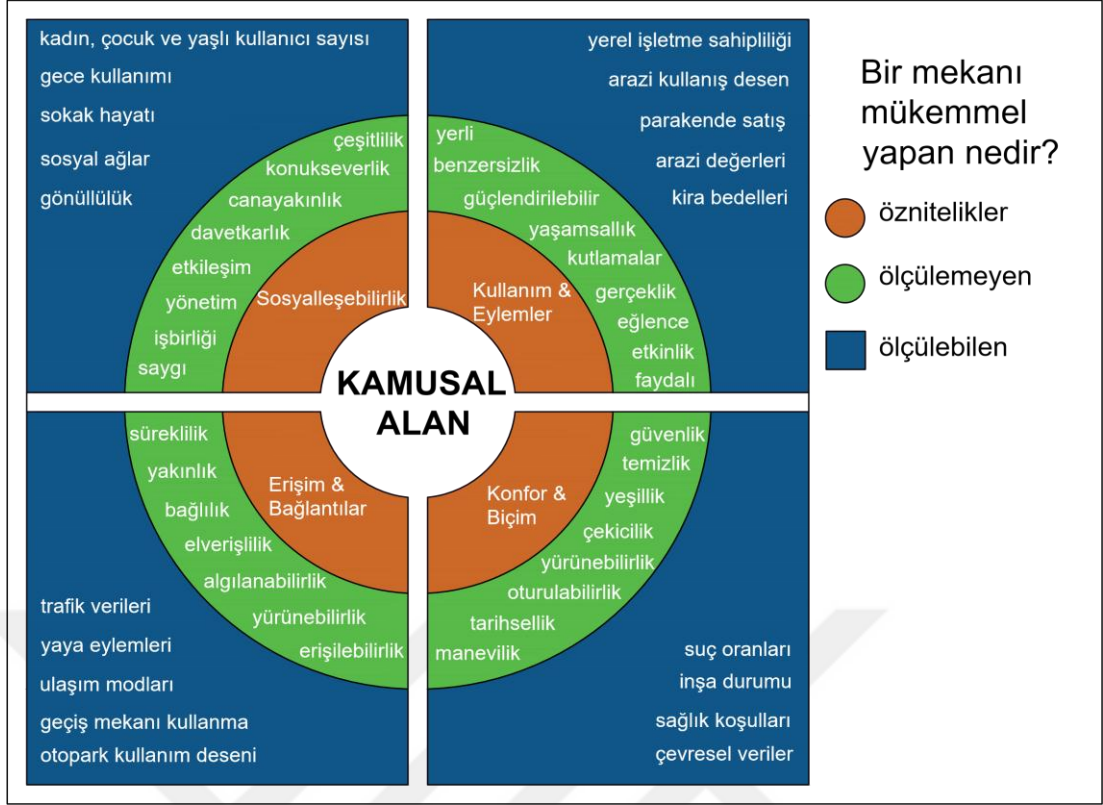 kadın, çocuk ve yaşlı kullanıcı sayısı
gece kullanımı
sokak hayatı
sosyal ağlar
gönüllülük
çeşitlilik
konukseverlik
canayakınlık
davetkarlık
etkileşim
yönetim
işbirliği
saygı
Sosyalleşebilirlik
yerel işletme sahipliliği
arazi kullanış desen
parakende satış
arazi değerleri
kira bedelleri
yerli
benzersizlik
güçlendirilebilir
yaşamsallık
kutlamalar
gerçeklik
eğlence
etkinlik
faydalı
Kullanım &
Eylemler
KAMUSAL
ALAN
süreklilik
yakınlık
bağlılık
elverişlilik
algılanabilirlik
yürünebilirlik
erişilebilirlik
Erişim &
Bağlantılar
trafik verileri
yaya eylemleri
ulaşım modları
geçiş mekanı kullanma
otopark kullanım deseni
güvenlik
temizlik
yeşillik
çekicilik
yürünebilirlik
oturulabilirlik
tarihsellik
manevilik
Konfor &
Biçim
suç oranları
inşa durumu
sağlık koşulları
çevresel veriler
Bir mekanı
mükemmel
yapan nedir?
öznitelikler
ölçülemeyen
ölçülebilen